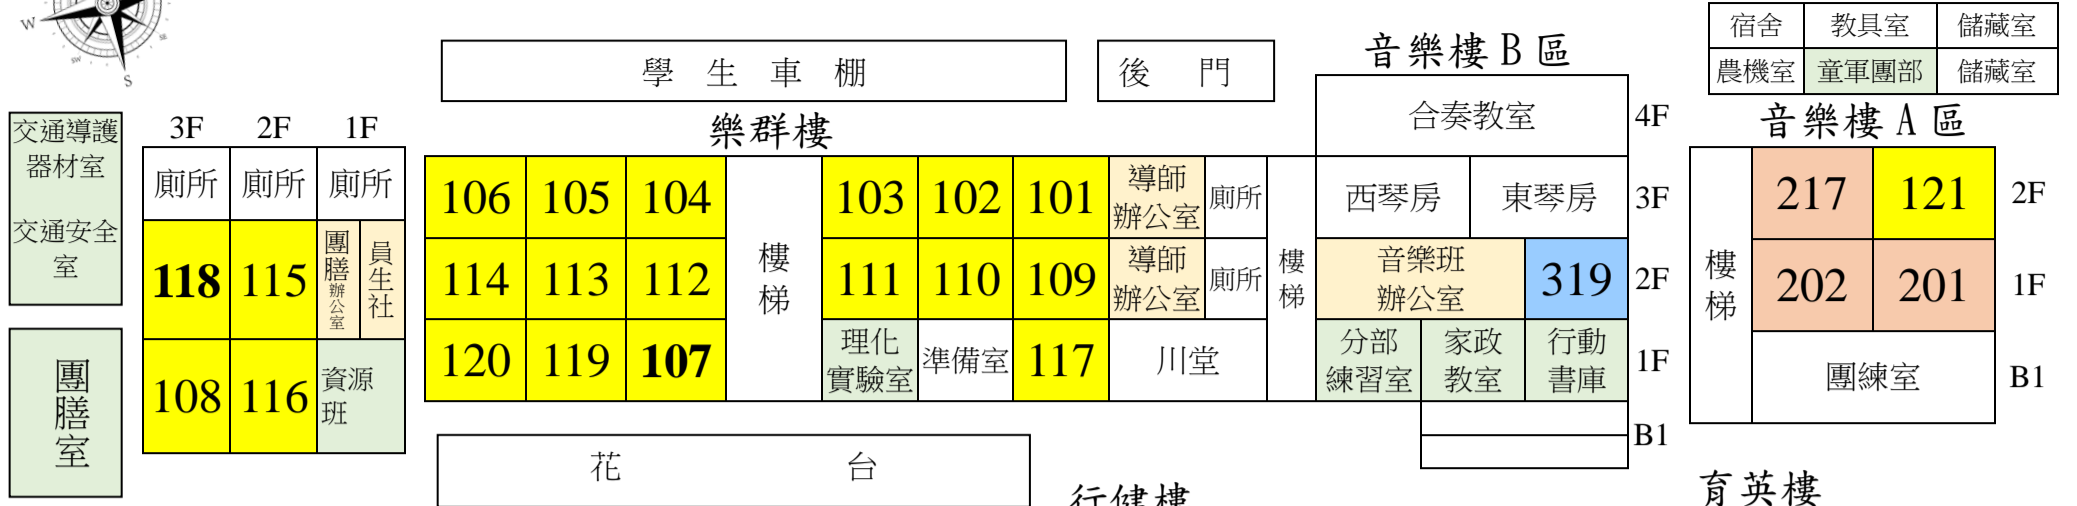 W
S
SW
宿舍 教具室 儲藏室
農機室 童軍團部 儲藏室
學 生 車 棚
後 門
音樂樓 B 區
合奏教室 4F
音樂樓 A 區
樂群樓
交通導護
器材室
交通安全
室
團膳室
3F 2F 1F
廁所 廁所 廁所
118 115 團膳辦公室 員生社
108 116 資源
班
106 105 104 103 102 101 導師
辦公室 廁所 西琴房 東琴房 3F
114 113 112 樓梯 111 110 109 導師
辦公室 廁所 樓梯 音樂班
辦公室 319 2F
120 119 107 理化
實驗室 準備室 117 川堂 分部
練習室 家政
教室 行動
書庫 1F
B1
樓梯 217 121 2F
202 201 1F
團練室 B1
花 台
行健樓
育英樓